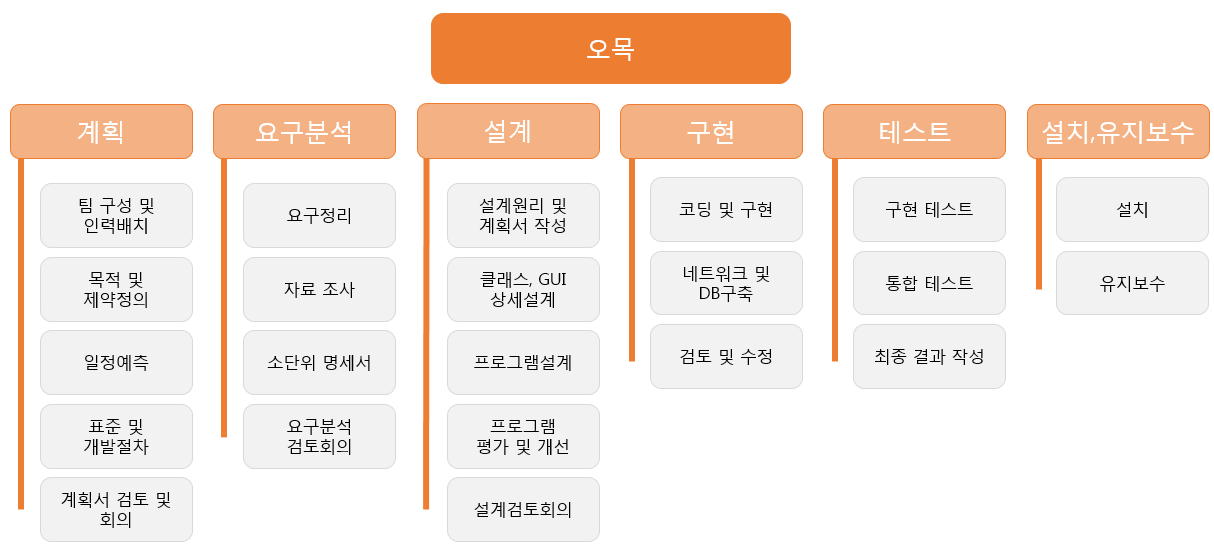 오목
계획
팀 구성 및
인력배치
목적 및
제약정의
일정예측
표준 및
개발절차
계획서 검토 및
회의
요구분석
요구정리
자료 조사
소단위 명세서
요구분석
검토회의
설계
설계원리 및
계획서 작성
클래스, GUI
상세설계
프로그램설계
프로그램
평가 및 개선
설계검토회의
구현
코딩 및 구현
네트워크 및
DB구축
검토 및 수정
테스트
구현 테스트
통합 테스트
최종 결과 작성
설치,유지보수
설치
유지보수